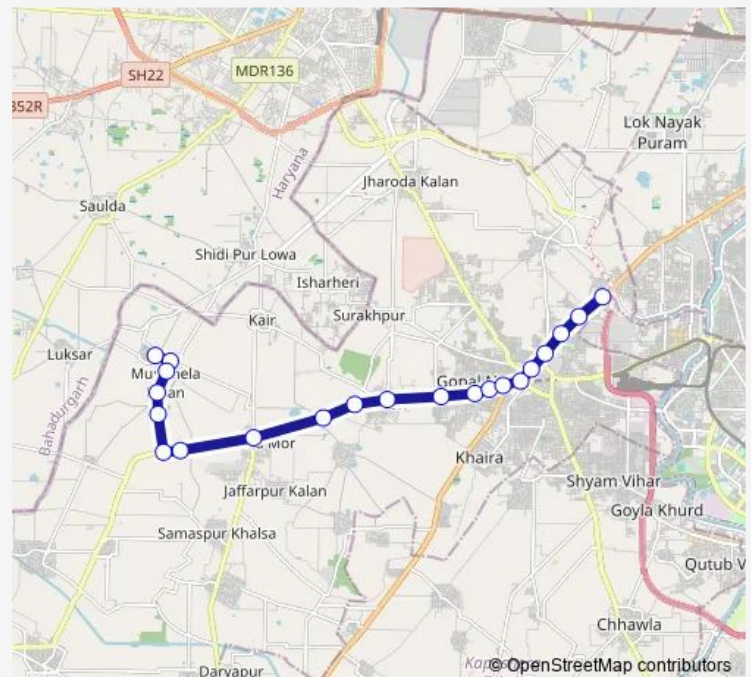 SH22
MDR136
352R
Haryana
Lok Nayak
Puram
Jharoda Kalan
Saulda
Shidi Pur Lowa
Isharheri
Kair
Surakhpur
Luksar
Bahadurgarh
Khaira
Jaffarpur Kalan
Shyam Vihar
Goyla Khurd
Samaspur Khalsa
Qutub V
Chhawla
Daryapur
© OpenStreetMap contributors